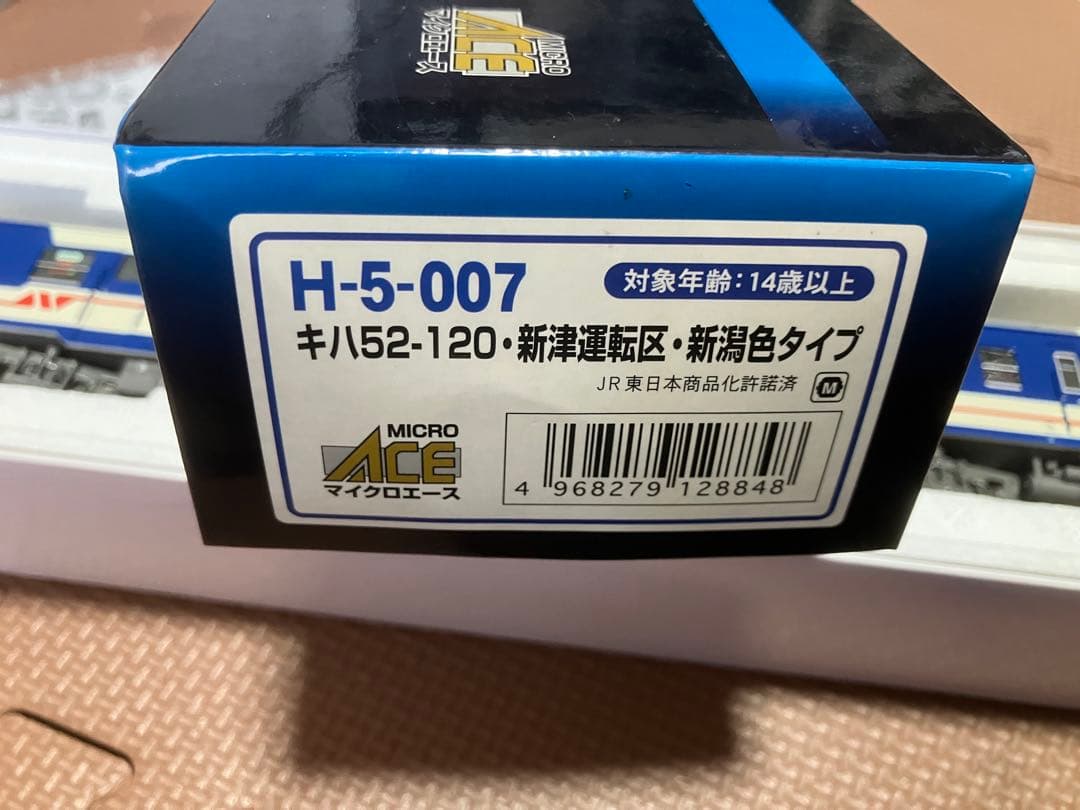 マイクロエース
MICRO
ACE
H-5-007
対象年齢:14歳以上
キハ52-120・新津運転区・新潟色タイプ
JR東日本商品化許諾済
M
MICRO
ACE
マイクロエース
4 968279 128848